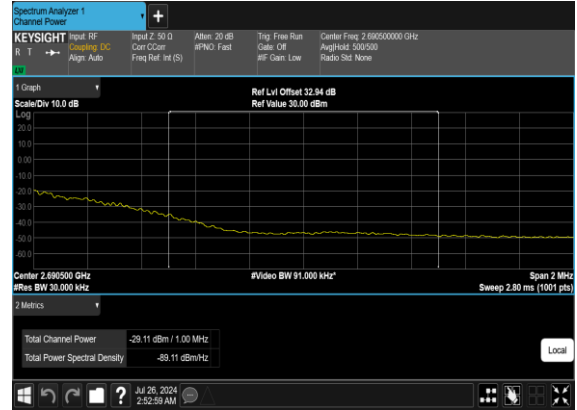 Spectrum Analyzer 1
Channel Power
+
KEYSIGHT
R T
LXI
Input: RF
Coupling: DC
Align: Auto
Input Z: 50 Ω
Corr CCorr
Freq Ref: Int (S)
Atten: 20 dB
#PNO: Fast
Trig: Free Run
Gate: Off
#IF Gain: Low
Center Freq: 2.690500000 GHz
Avg|Hold: 500/500
Radio Std: None
1 Graph
Scale/Div 10.0 dB
Ref Lvl Offset 32.94 dB
Ref Value 30.00 dBm
Log
20.0
10.0
0.00
-10.0
-20.0
-30.0
-40.0
-50.0
-60.0
Center 2.690500 GHz
#Res BW 30.000 kHz
#Video BW 91.000 kHz*
Span 2 MHz
Sweep 2.80 ms (1001 pts)
2 Metrics
Total Channel Power -29.11 dBm / 1.00 MHz
Total Power Spectral Density -89.11 dBm/Hz
Local
?
Jul 26, 2024
2:52:59 AM